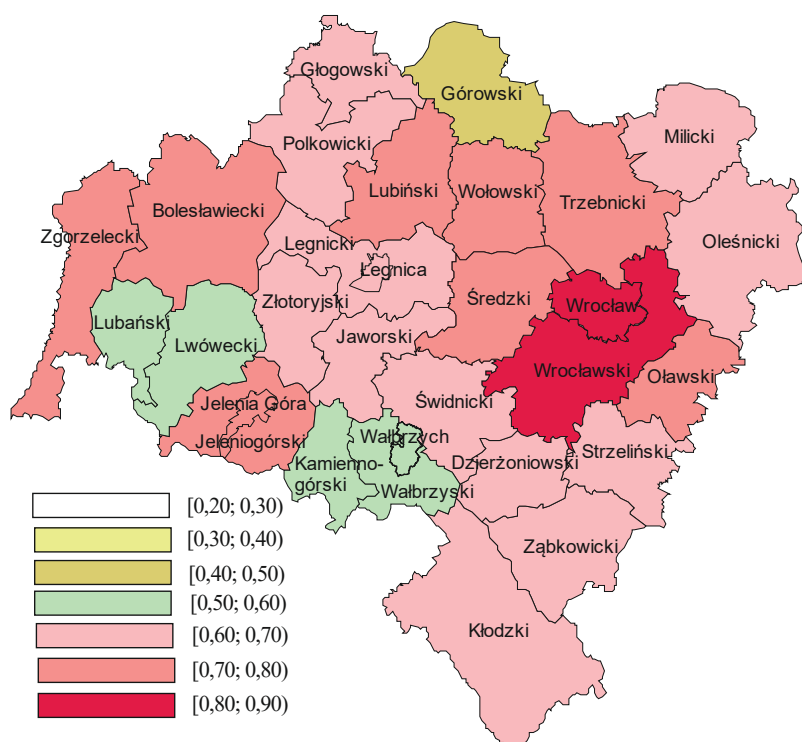 Głogowski
Górowski
Milicki
Polkowicki
Lubiński
Wołowski
Trzebnicki
Bolesławiecki
Zgorzelecki
Oleśnicki
Legnicki
Legnica
Złotoryjski
Średzki
Wrocław
Lubański
Lwówecki
Jaworski
Wrocławski
Oławski
Jelenia Góra
Świdnicki
Jeleniogórski
Wałbrzych
Kamienno-
górski
Dzierżoniowski
Strzeliński
Wałbrzyski
Ząbkowicki
Kłodzki
[0,20; 0,30)
[0,30; 0,40)
[0,40; 0,50)
[0,50; 0,60)
[0,60; 0,70)
[0,70; 0,80)
[0,80; 0,90)